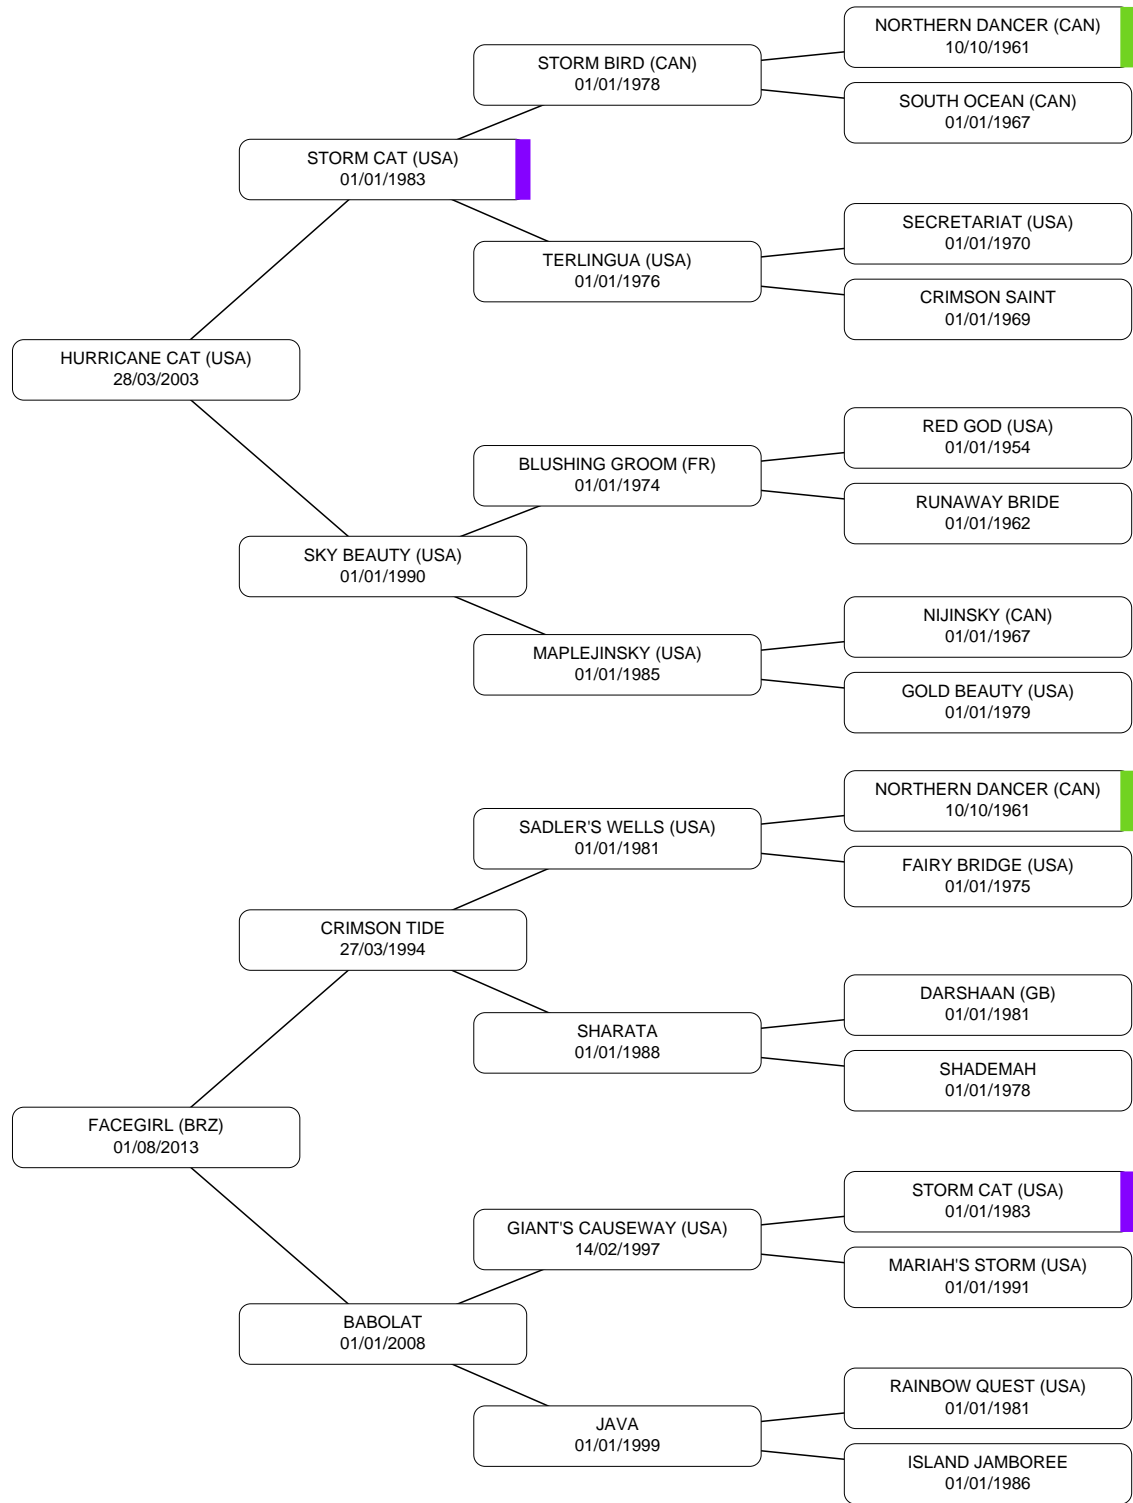 NORTHERN DANCER (CAN)
10/10/1961
STORM BIRD (CAN)
01/01/1978
SOUTH OCEAN (CAN)
01/01/1967
STORM CAT (USA)
01/01/1983
SECRETARIAT (USA)
01/01/1970
TERLINGUA (USA)
01/01/1976
CRIMSON SAINT
01/01/1969
HURRICANE CAT (USA)
28/03/2003
RED GOD (USA)
01/01/1954
BLUSHING GROOM (FR)
01/01/1974
RUNAWAY BRIDE
01/01/1962
SKY BEAUTY (USA)
01/01/1990
NIJINSKY (CAN)
01/01/1967
MAPLEJINSKY (USA)
01/01/1985
GOLD BEAUTY (USA)
01/01/1979
NORTHERN DANCER (CAN)
10/10/1961
SADLER'S WELLS (USA)
01/01/1981
FAIRY BRIDGE (USA)
01/01/1975
CRIMSON TIDE
27/03/1994
DARSHAAN (GB)
01/01/1981
SHARATA
01/01/1988
SHADEMAH
01/01/1978
FACEGIRL (BRZ)
01/08/2013
STORM CAT (USA)
01/01/1983
GIANT'S CAUSEWAY (USA)
14/02/1997
MARIAH'S STORM (USA)
01/01/1991
BABOLAT
01/01/2008
RAINBOW QUEST (USA)
01/01/1981
JAVA
01/01/1999
ISLAND JAMBOREE
01/01/1986